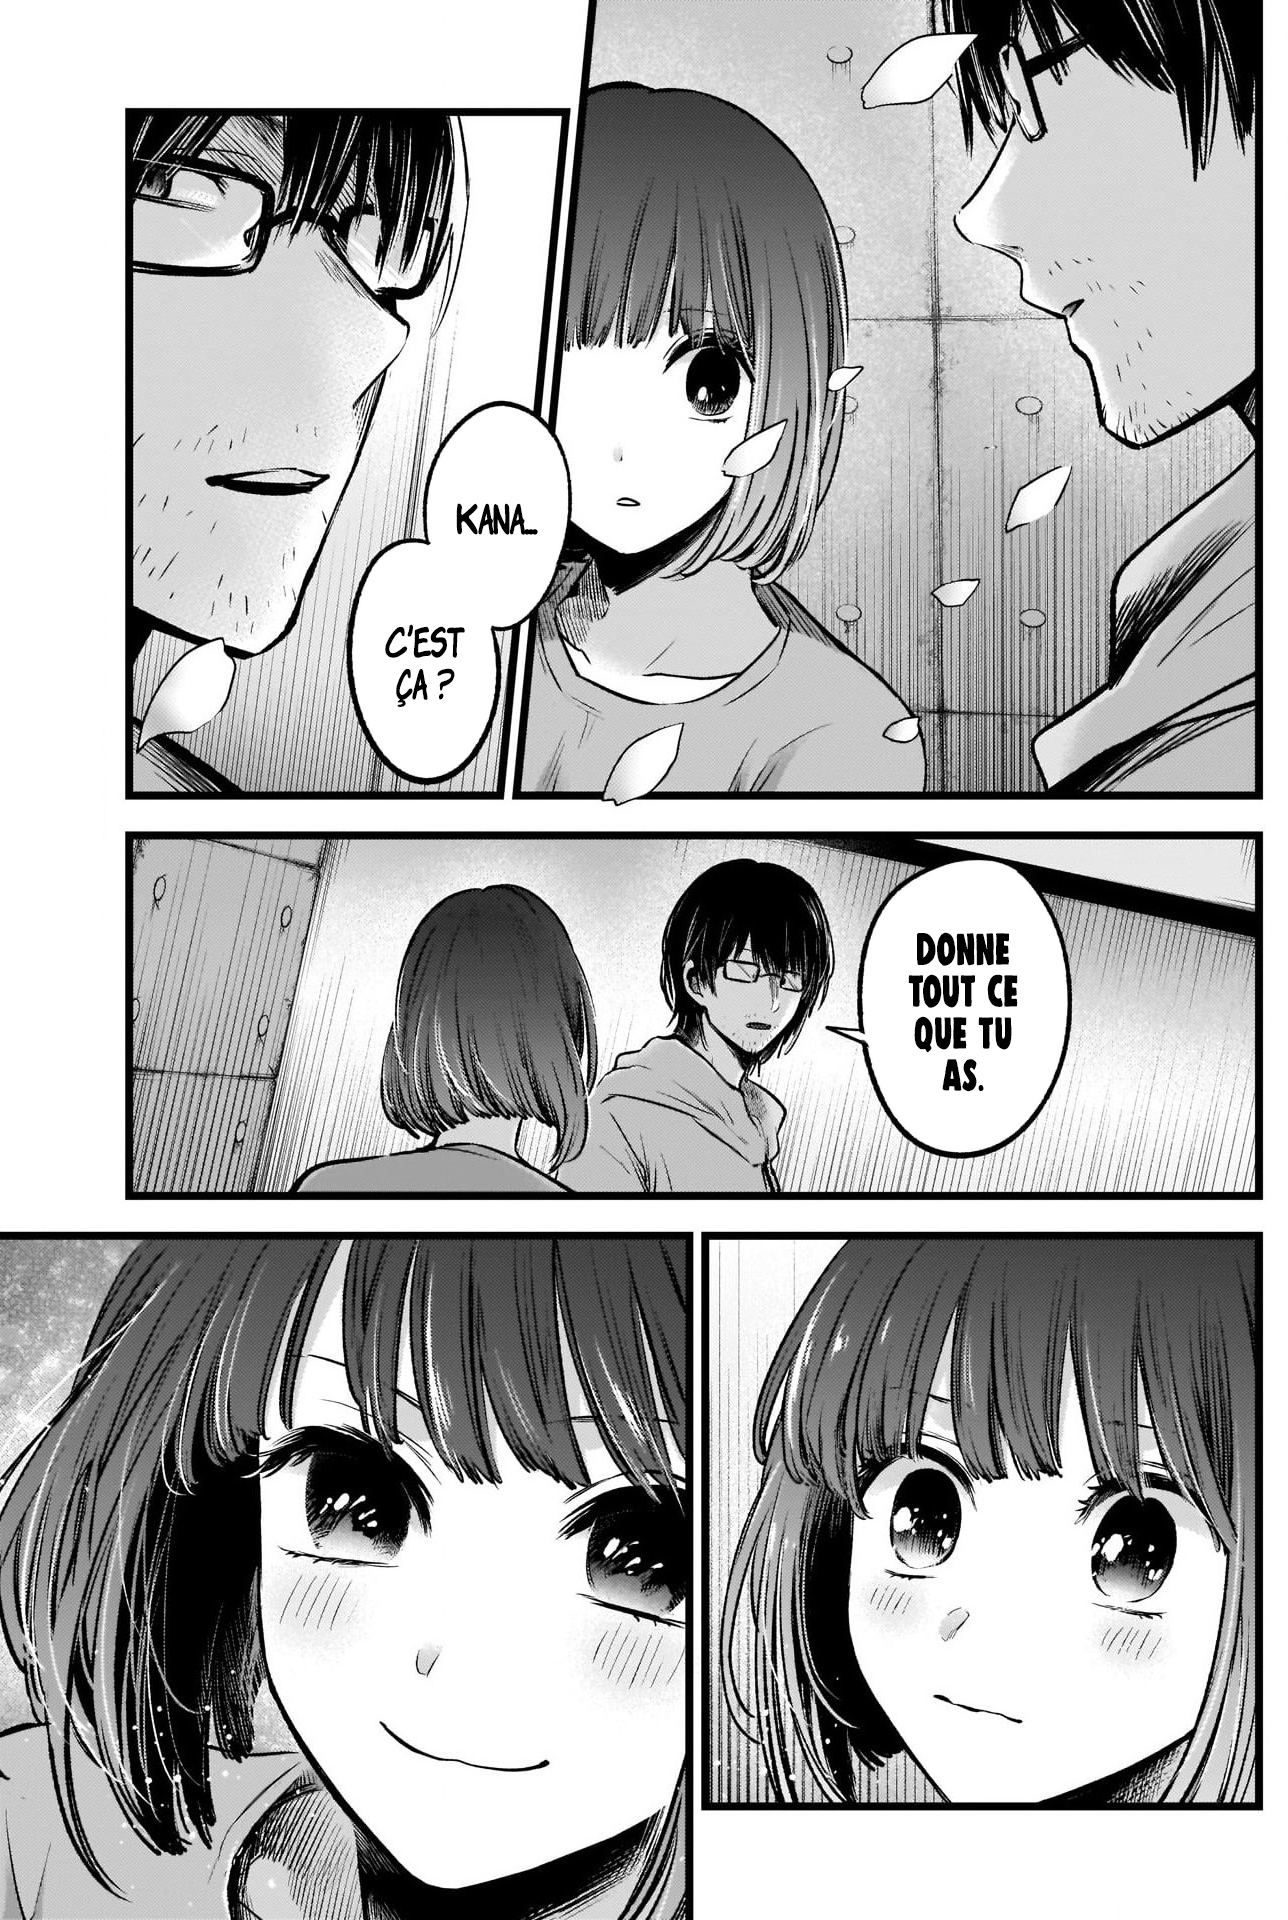 KANA...
C'EST
ÇA ?
DONNE
TOUT CE
QUE TU
AS.